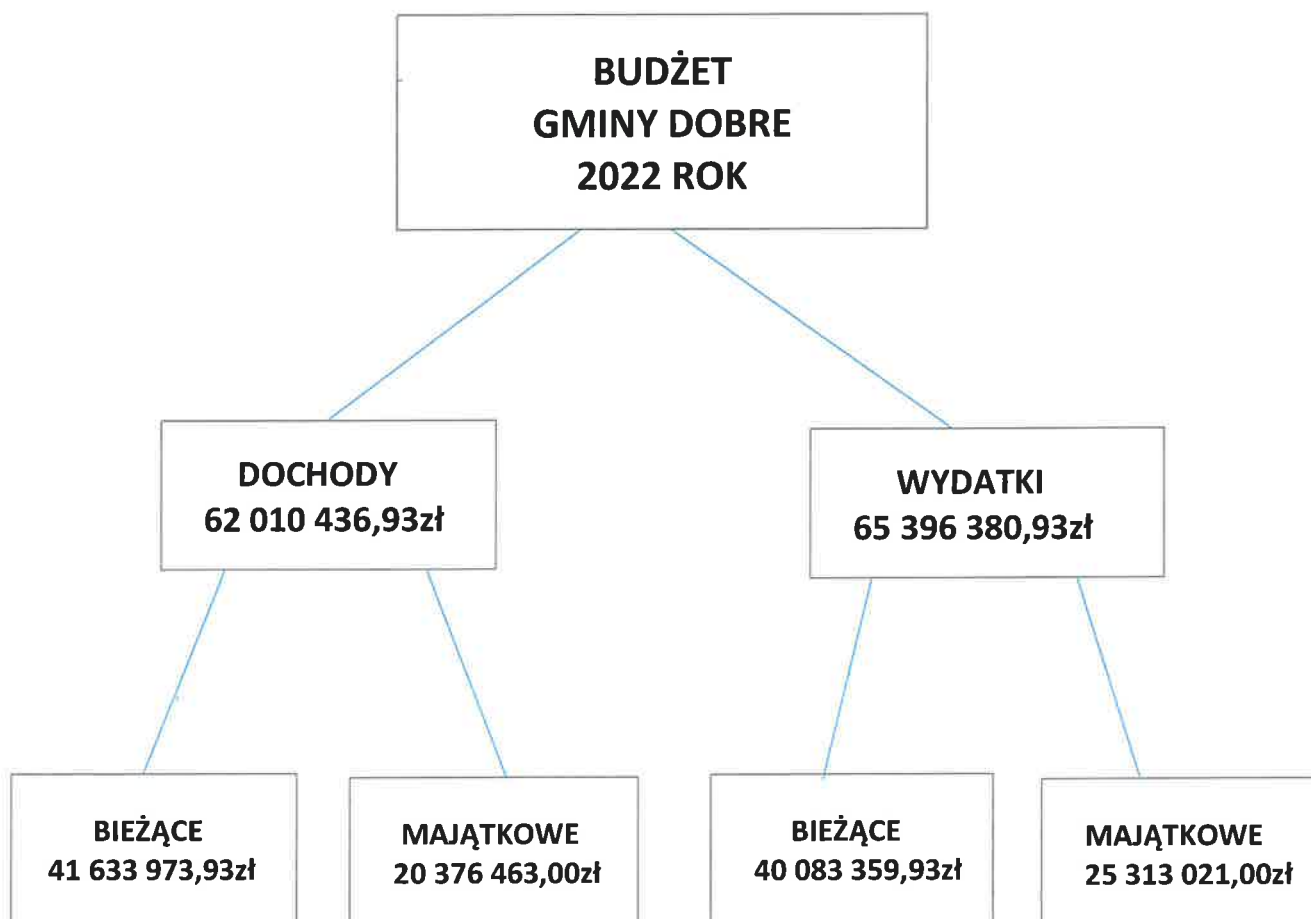 BUDŻET
GMINY DOBRE
2022 ROK
DOCHODY
62 010 436,93zł
WYDATKI
65 396 380,93zł
BIEŻĄCE
41 633 973,93zł
MAJĄTKOWE
20 376 463,00zł
BIEŻĄCE
40 083 359,93zł
MAJĄTKOWE
25 313 021,00zł